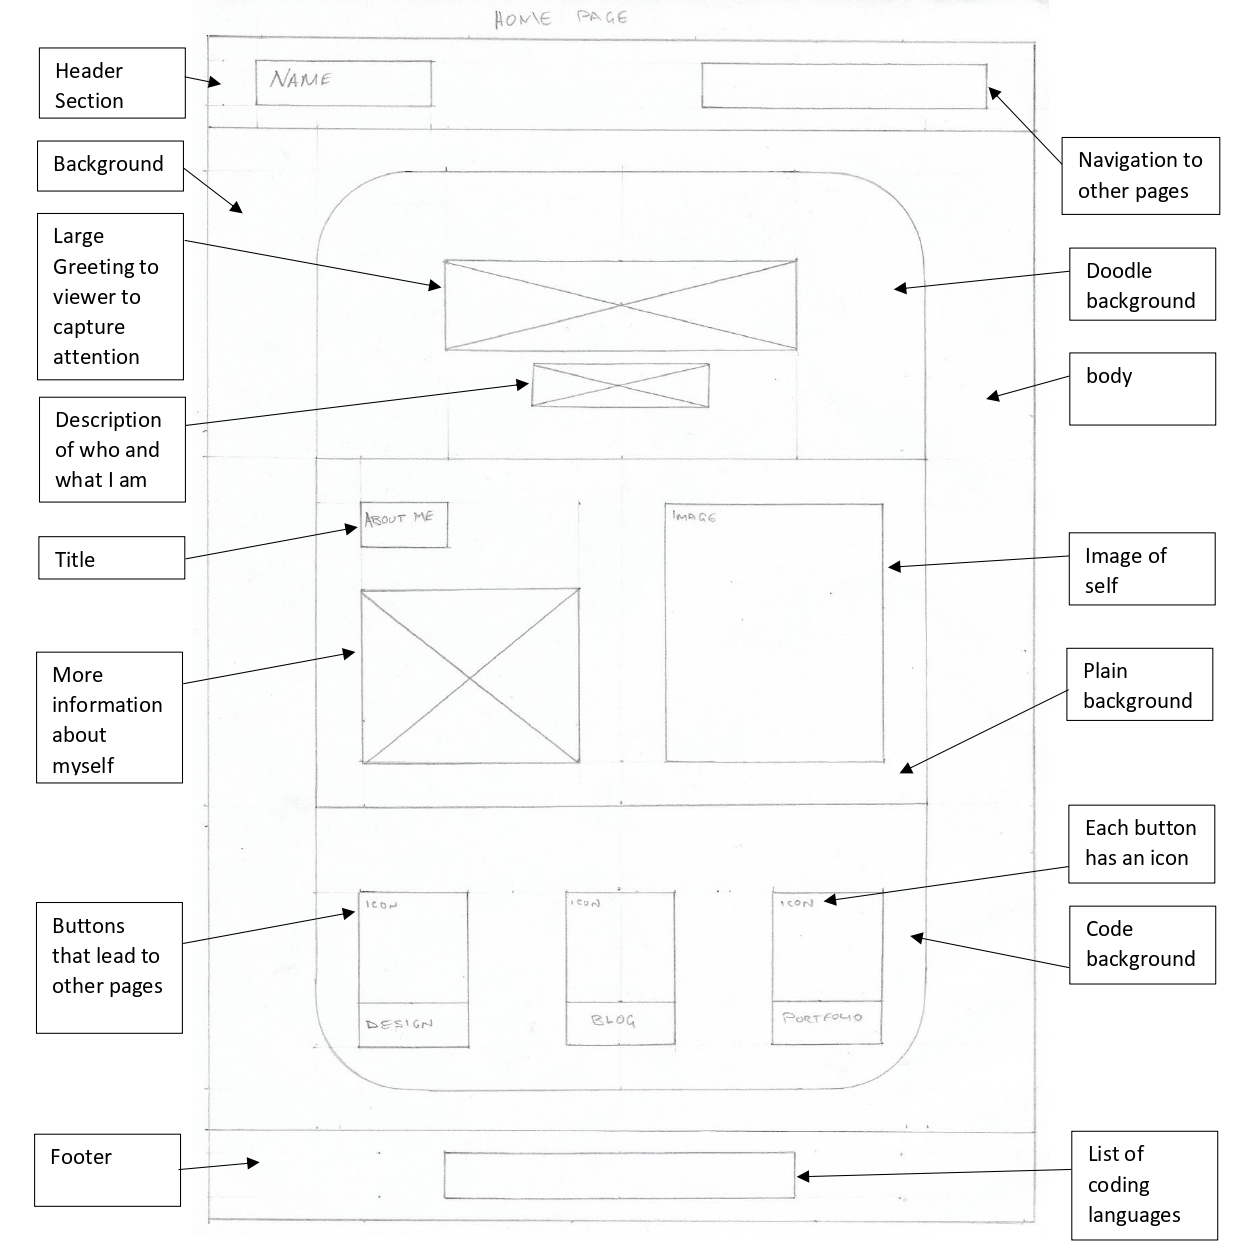 HOME PAGE
Header
Section
NAME
Navigation to
other pages
Background
Large
Greeting to
viewer to
capture
attention
Doodle
background
body
Description
of who and
what I am
Title
ABOUT ME
IMAGE
Image of
self
More
information
about
myself
Plain
background
Each button
has an icon
Buttons
that lead to
other pages
ICON
ICON
ICON
Code
background
DESIGN
BLOG
PORTFOLIO
Footer
List of
coding
languages